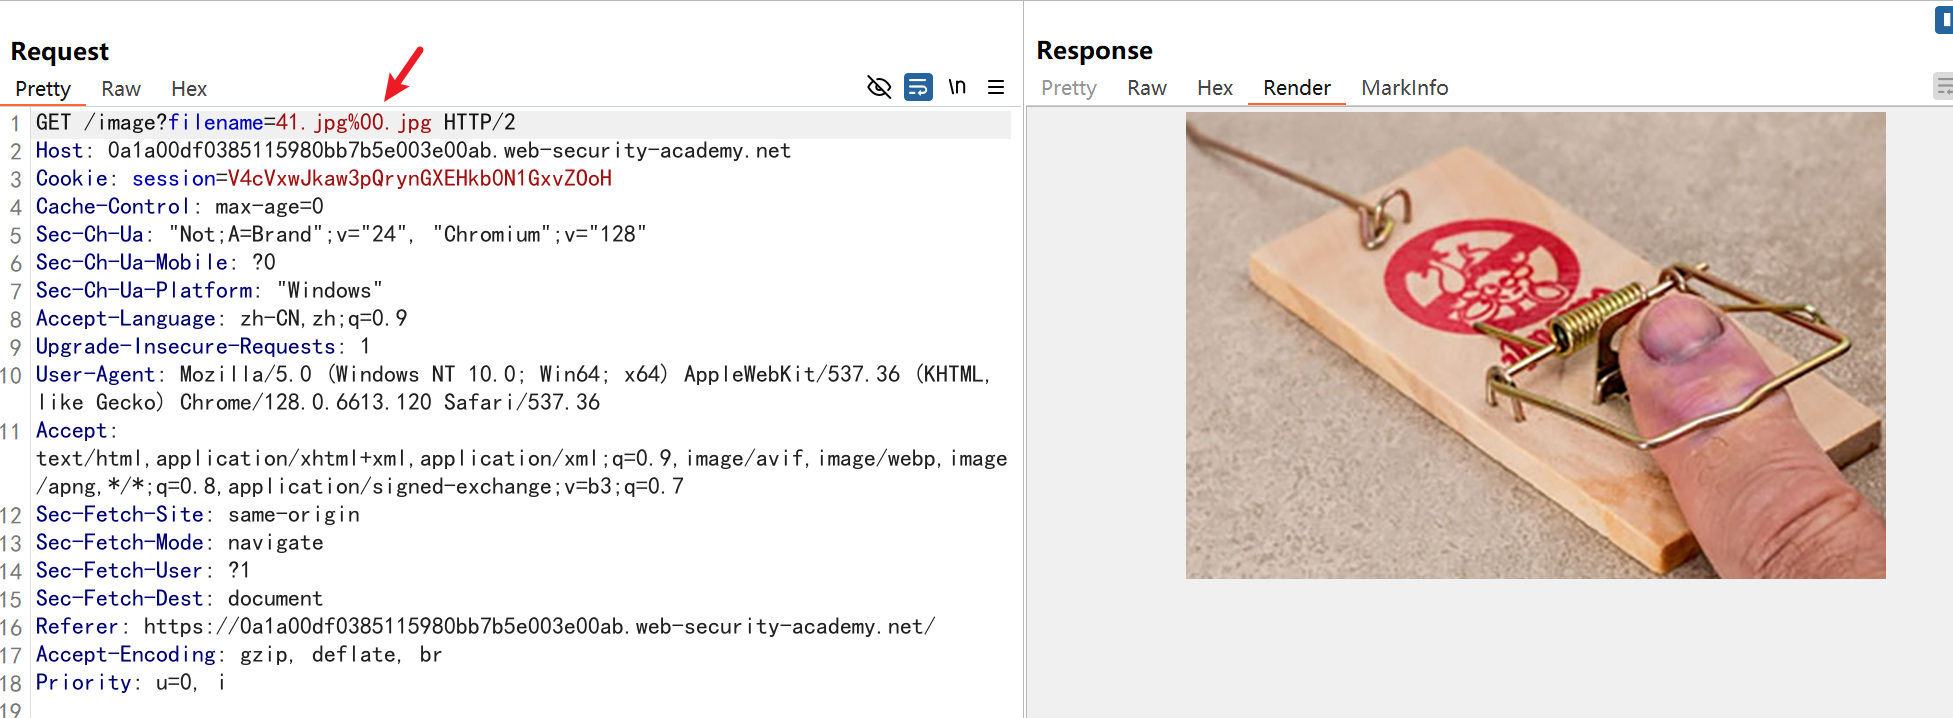 Request
Pretty Raw Hex \n
1 GET /image?filename=41.jpg%00.jpg HTTP/2
2 Host: 0a1a00df0385115980bb7b5e003e00ab.web-security-academy.net
3 Cookie: session=V4cVxwJkaw3pQrynGXEHkbON1GxvZOoH
4 Cache-Control: max-age=0
5 Sec-Ch-Ua: "Not;A=Brand";v="24", "Chromium";v="128"
6 Sec-Ch-Ua-Mobile: ?0
7 Sec-Ch-Ua-Platform: "Windows"
8 Accept-Language: zh-CN,zh;q=0.9
9 Upgrade-Insecure-Requests: 1
10 User-Agent: Mozilla/5.0 (Windows NT 10.0; Win64; x64) AppleWebKit/537.36 (KHTML,
like Gecko) Chrome/128.0.6613.120 Safari/537.36
11 Accept:
text/html,application/xhtml+xml,application/xml;q=0.9,image/avif,image/webp,image
/apng,*/*;q=0.8,application/signed-exchange;v=b3;q=0.7
12 Sec-Fetch-Site: same-origin
13 Sec-Fetch-Mode: navigate
14 Sec-Fetch-User: ?1
15 Sec-Fetch-Dest: document
16 Referer: https://0a1a00df0385115980bb7b5e003e00ab.web-security-academy.net/
17 Accept-Encoding: gzip, deflate, br
18 Priority: u=0, i
19
Response
Pretty Raw Hex Render MarkInfo